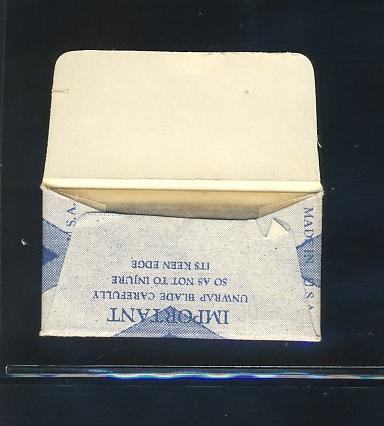 IMPORTANT
UNWRAP BLADE CAREFULLY
SO AS NOT TO INJURE
ITS KEEN EDGE
MADE IN U.S.A.
U.S.A.